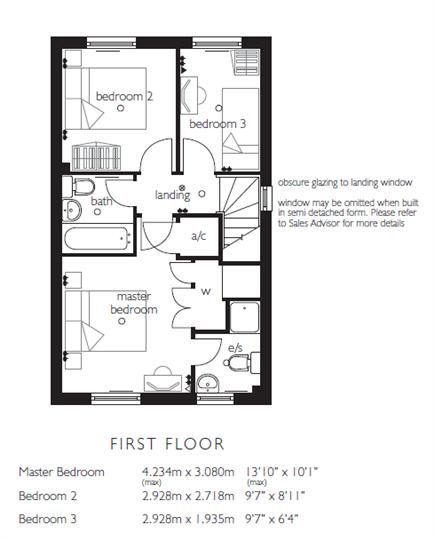 bedroom 2
bedroom 3
obscure glazing to landing window
bath
landing
window may be omitted when built
in semi detached form. Please refer
to Sales Advisor for more details
a/c
master
bedroom
w
e/s
FIRST FLOOR
Master Bedroom 4.234m x 3.080m 13'10" x 10'1"
(max) (max)
Bedroom 2 2.928m x 2.718m 9'7" x 8'11"
Bedroom 3 2.928m x 1.935m 9'7" x 6'4"